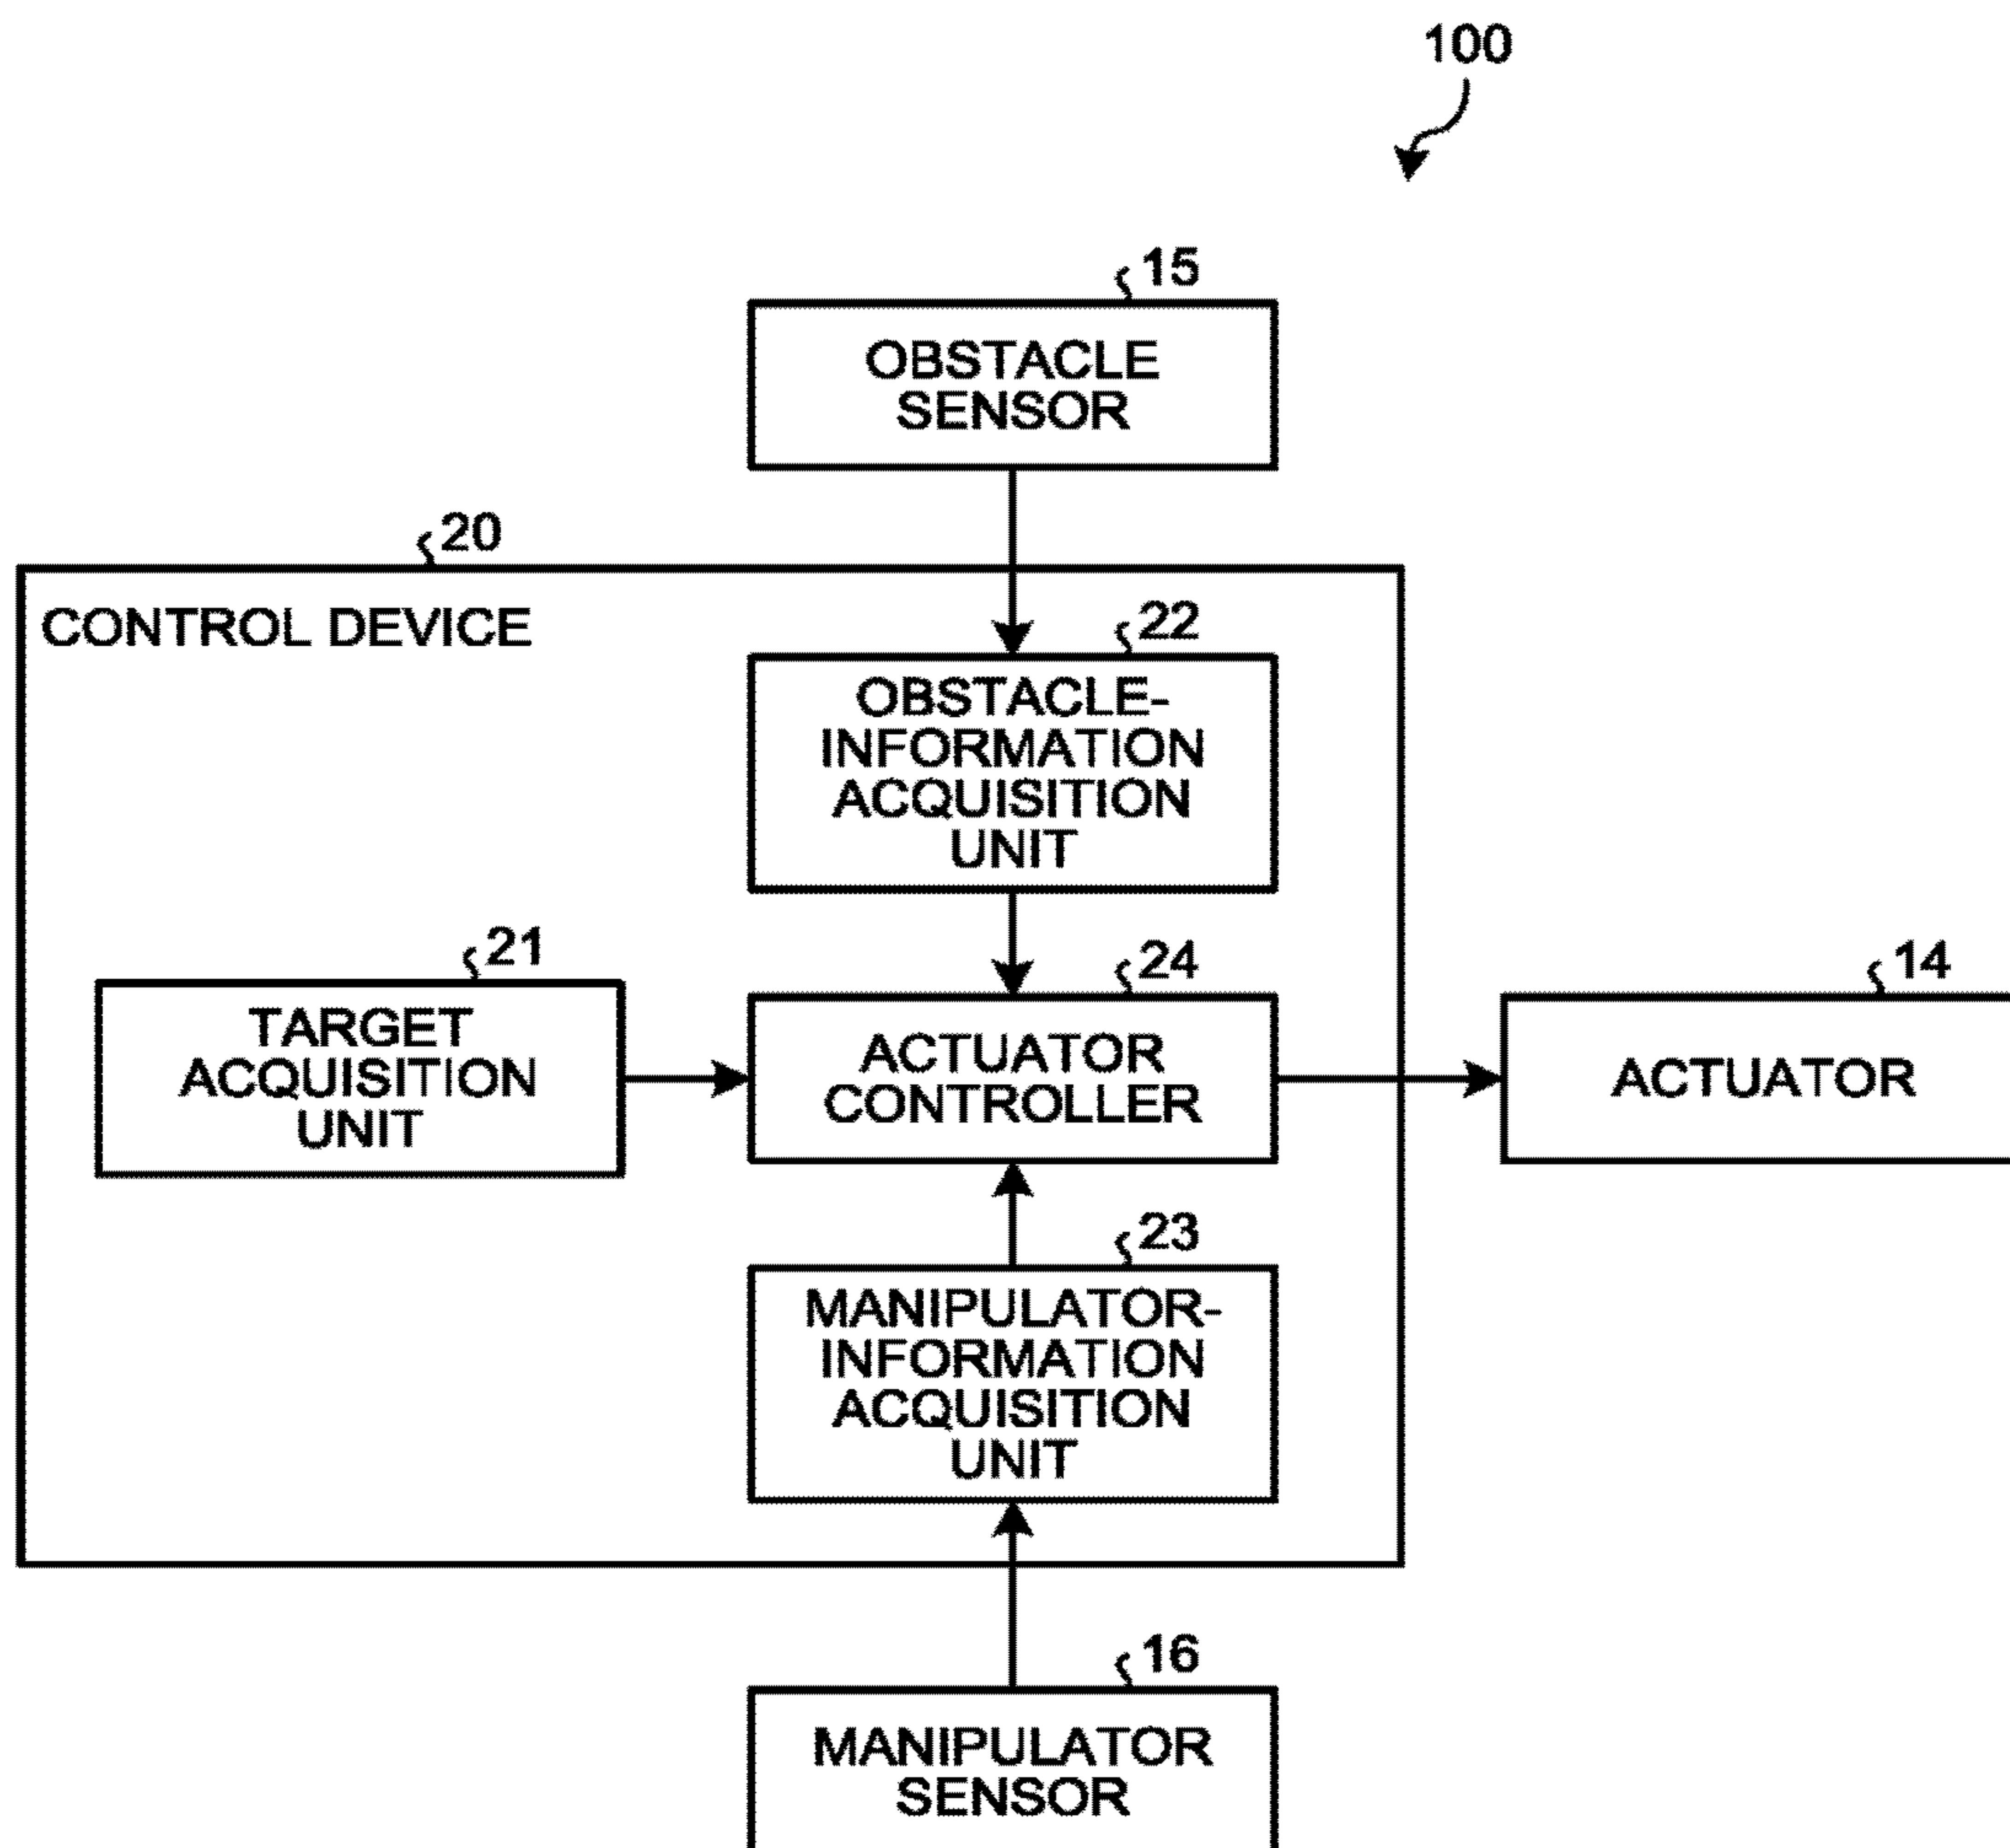 100
15
OBSTACLE
SENSOR
20
CONTROL DEVICE
22
OBSTACLE-
INFORMATION
ACQUISITION
UNIT
21
TARGET
ACQUISITION
UNIT
24
ACTUATOR
CONTROLLER
14
ACTUATOR
23
MANIPULATOR-
INFORMATION
ACQUISITION
UNIT
16
MANIPULATOR
SENSOR